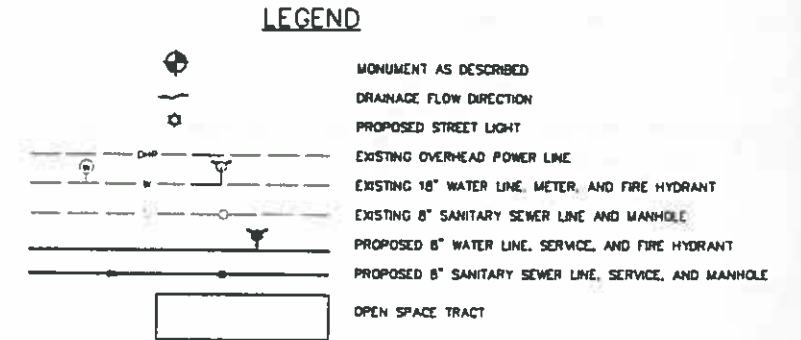 LEGEND
MONUMENT AS DESCRIBED
DRAINAGE FLOW DIRECTION
PROPOSED STREET LIGHT
OHP
EXISTING OVERHEAD POWER LINE
W
W
EXISTING 18" WATER LINE, METER, AND FIRE HYDRANT
EXISTING 8" SANITARY SEWER LINE AND MANHOLE
PROPOSED 8" WATER LINE, SERVICE, AND FIRE HYDRANT
PROPOSED 8" SANITARY SEWER LINE, SERVICE, AND MANHOLE
OPEN SPACE TRACT